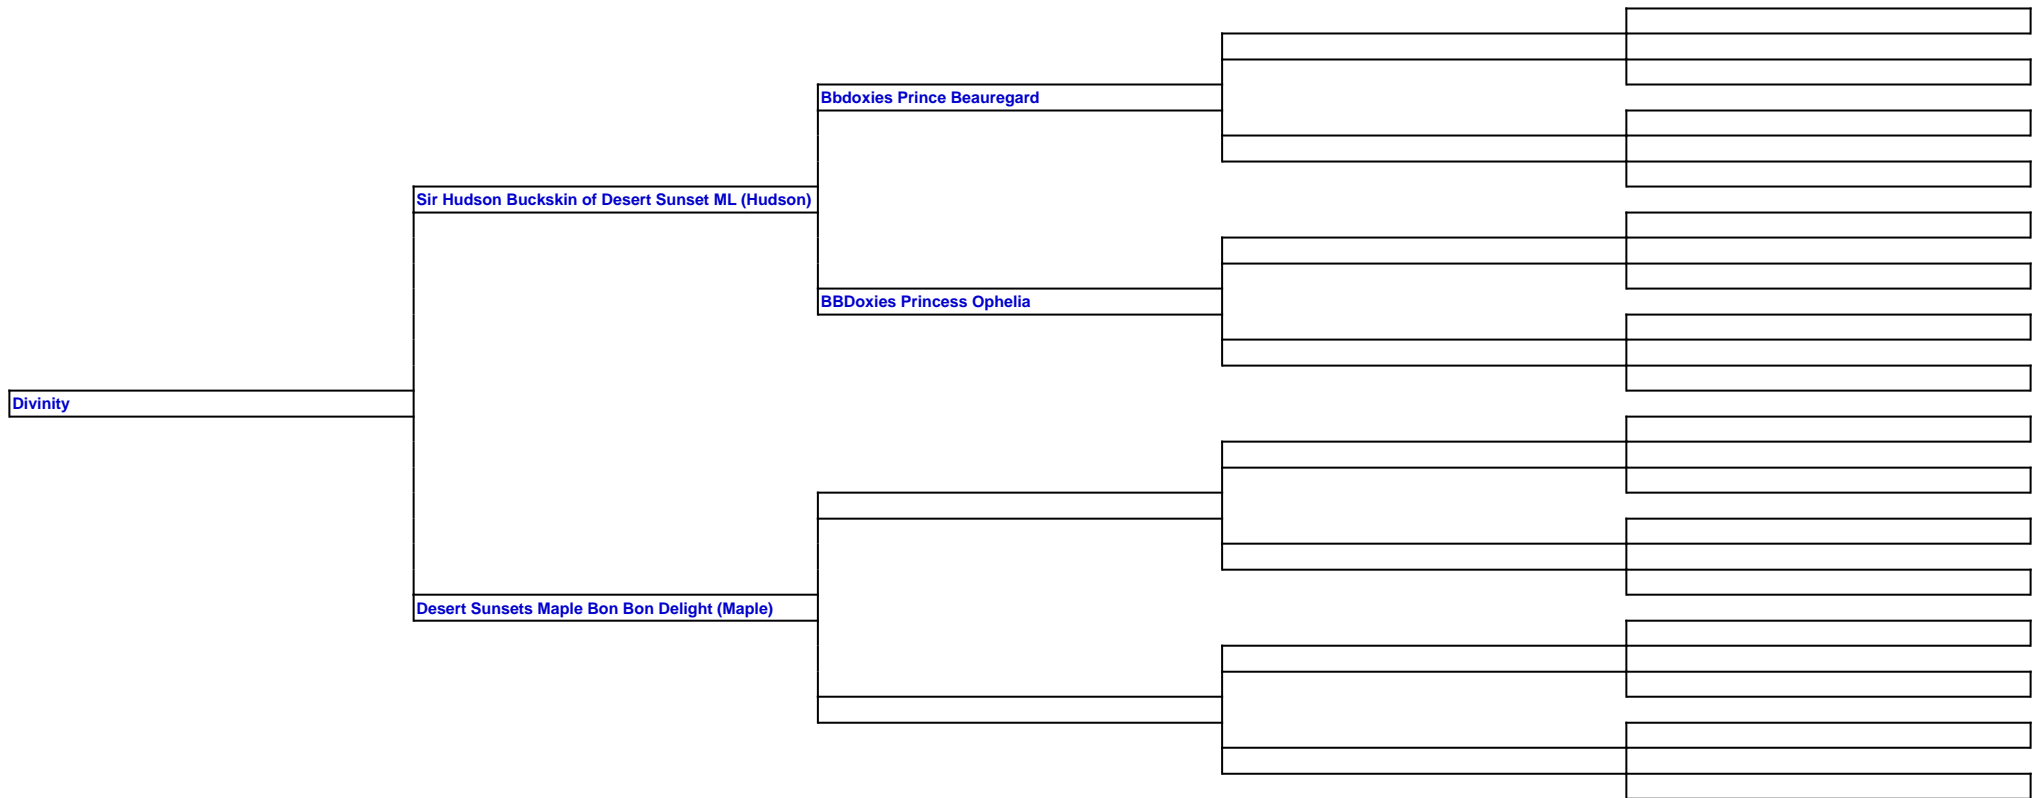 Bbdoxies Prince Beauregard
Sir Hudson Buckskin of Desert Sunset ML (Hudson)
BBDoxies Princess Ophelia
Divinity
Desert Sunsets Maple Bon Bon Delight (Maple)